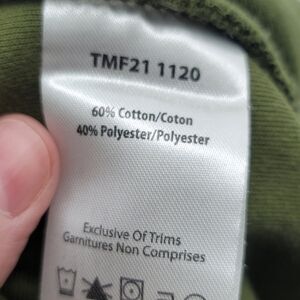 TMF21 1120
60% Cotton/Coton
40% Polyester/Polyester
Exclusive Of Trims
Garnitures Non Comprises